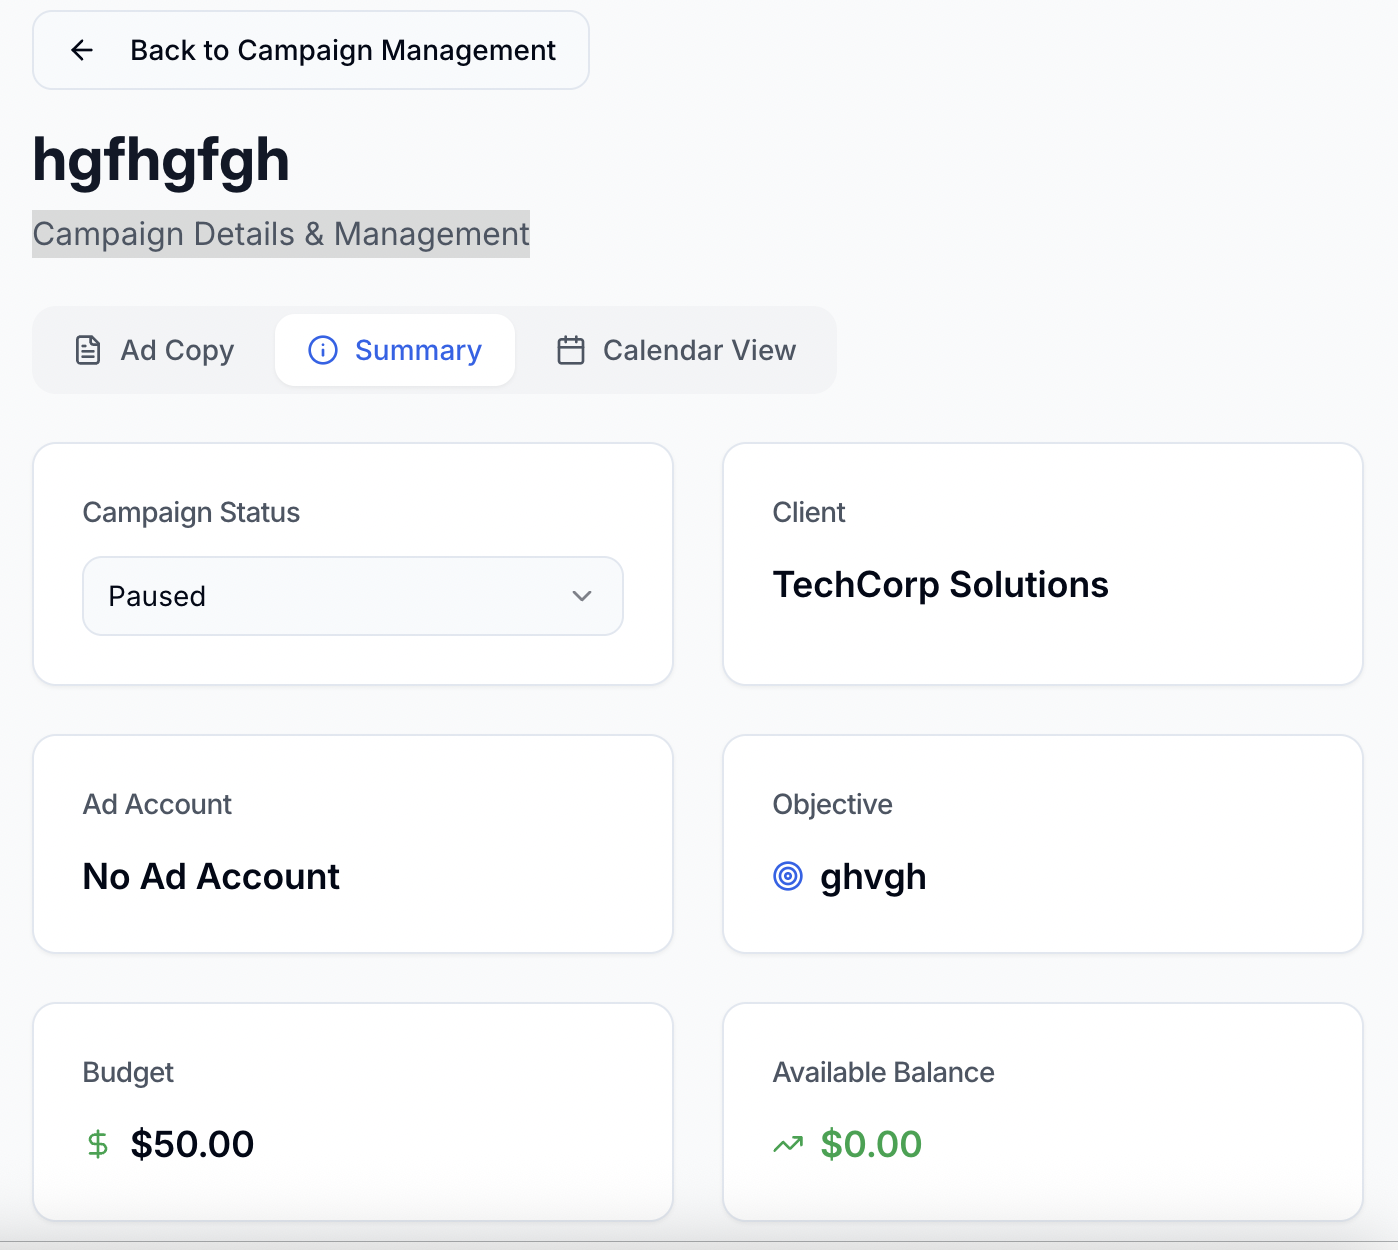 Back to Campaign Management
hgfhgfgh
Campaign Details & Management
Ad Copy
Summary
Calendar View
Campaign Status
Paused
Client
TechCorp Solutions
Ad Account
No Ad Account
Objective
ghvgh
Budget
$50.00
Available Balance
$0.00